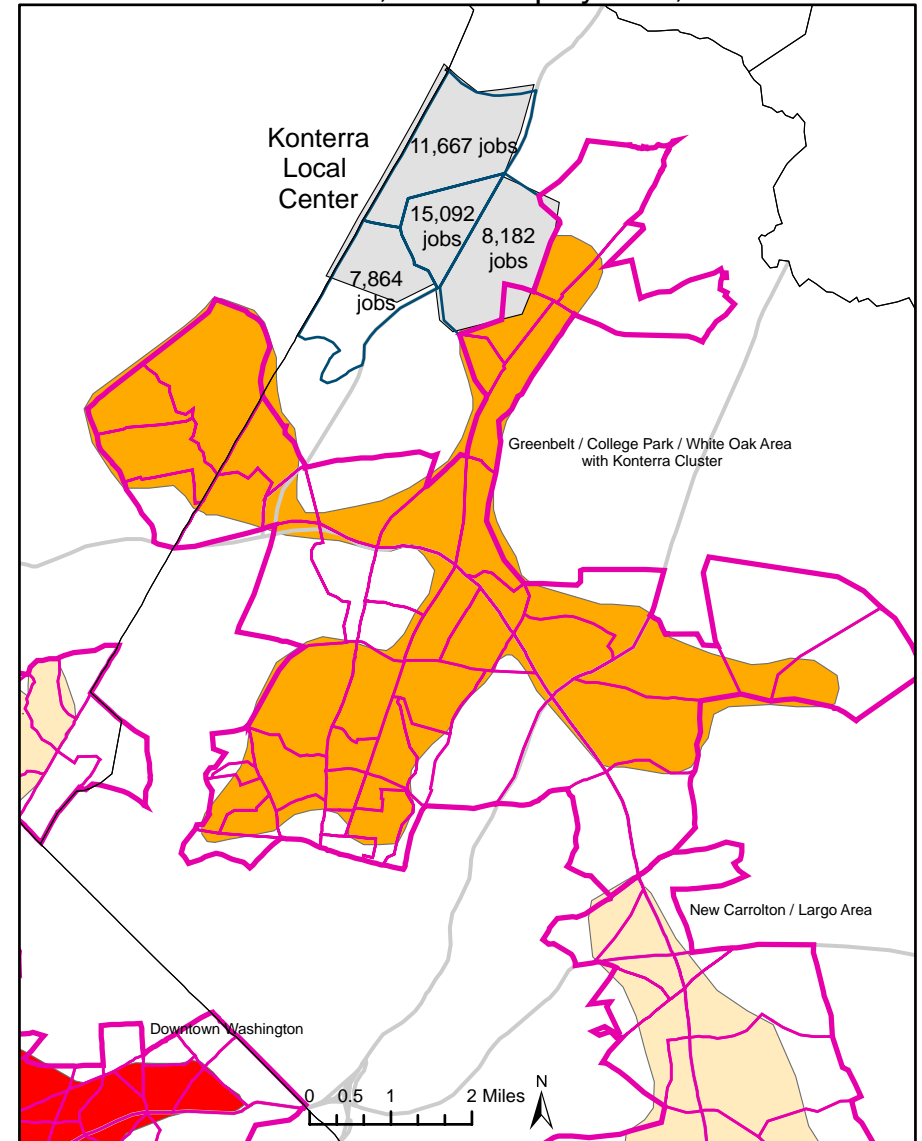 Konterra
Local
Center
11,667 jobs
15,092
jobs
8,182
jobs
7,864
jobs
Greenbelt / College Park / White Oak Area
with Konterra Cluster
New Carrolton / Largo Area
Downtown Washington
0 0.5 1 2 Miles
N